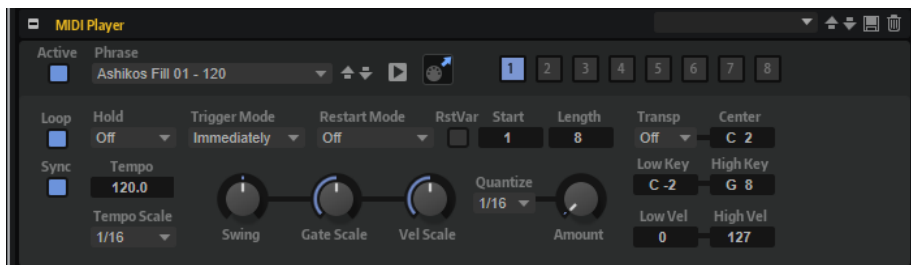 MIDI Player
Active Phrase
Ashikos Fill 01 - 120 1 2 3 4 5 6 7 8
Loop Hold Trigger Mode Restart Mode RstVar Start Length Transp Center
Off Immediately Off 1 8 Off C 2
Sync Tempo Low Key High Key
120.0 Quantize C -2 G 8
1/16
Tempo Scale Low Vel High Vel
1/16 Swing Gate Scale Vel Scale Amount 0 127